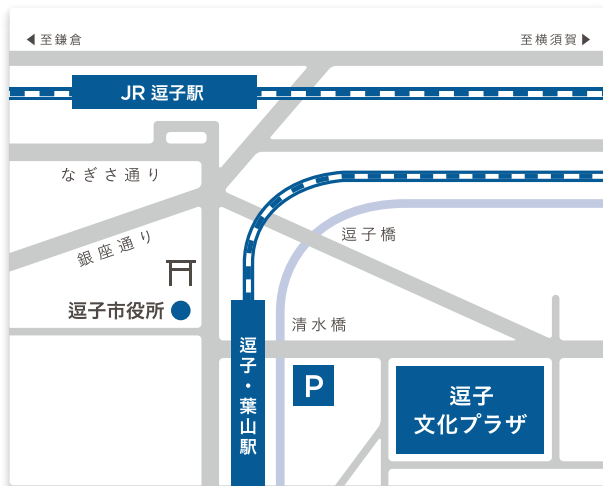 ◀至鎌倉
至横須賀▶
JR 逗子駅
なぎさ通り
銀座通り
逗子橋
逗子市役所
清水橋
逗子・葉山駅
P
逗子
文化プラザ